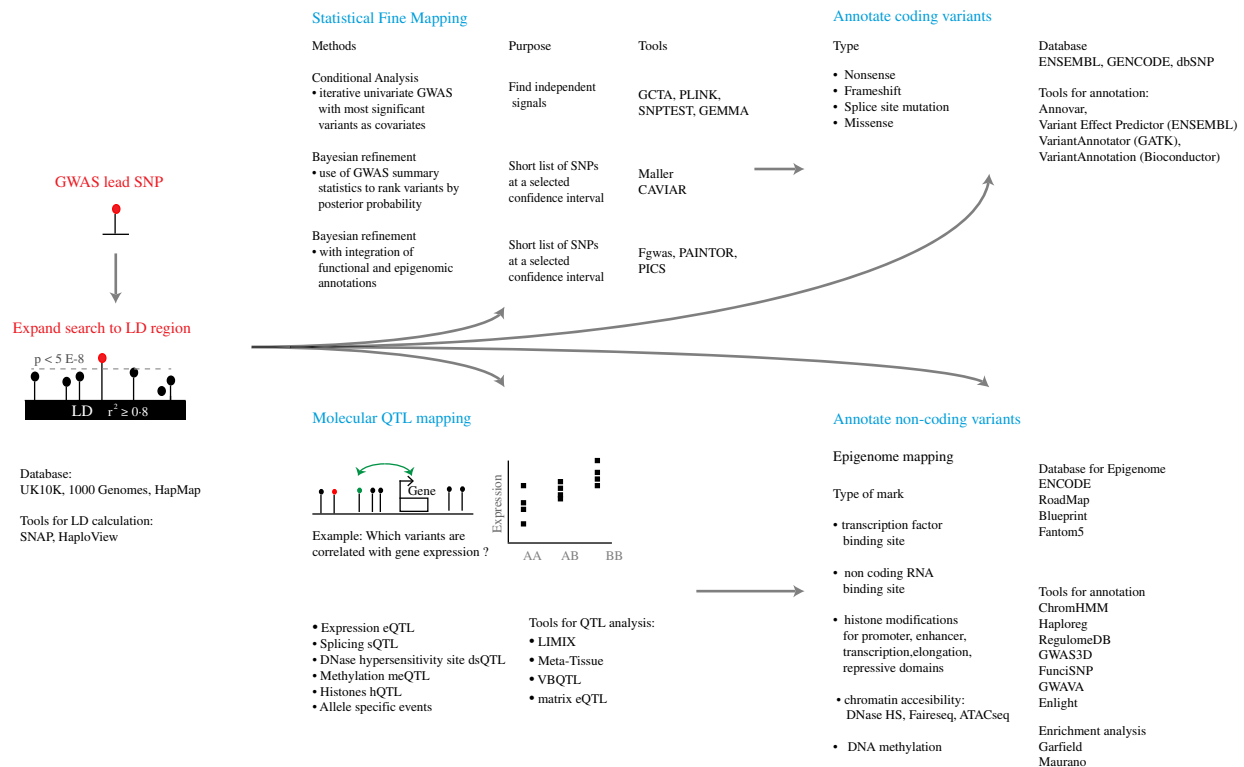 GWAS lead SNP
Expand search to LD region
p < 5 E-8
LD r² ≥ 0·8
Database:
UK10K, 1000 Genomes, HapMap
Tools for LD calculation:
SNAP, HaploView
Statistical Fine Mapping
Methods
Purpose
Tools
Conditional Analysis
• iterative univariate GWAS
with most significant
variants as covariates
Find independent
signals
GCTA, PLINK,
SNPTEST, GEMMA
Bayesian refinement
• use of GWAS summary
statistics to rank variants by
posterior probability
Short list of SNPs
at a selected
confidence interval
Maller
CAVIAR
Bayesian refinement
• with integration of
functional and epigenomic
annotations
Short list of SNPs
at a selected
confidence interval
Fgwas, PAINTOR,
PICS
Annotate coding variants
Type
• Nonsense
• Frameshift
• Splice site mutation
• Missense
Database
ENSEMBL, GENCODE, dbSNP
Tools for annotation:
Annovar,
Variant Effect Predictor (ENSEMBL)
VariantAnnotator (GATK),
VariantAnnotation (Bioconductor)
Molecular QTL mapping
Gene
Example: Which variants are
correlated with gene expression ?
Expression
AA AB BB
• Expression eQTL
• Splicing sQTL
• DNase hypersensitivity site dsQTL
• Methylation meQTL
• Histones hQTL
• Allele specific events
Tools for QTL analysis:
• LIMIX
• Meta-Tissue
• VBQTL
• matrix eQTL
Annotate non-coding variants
Epigenome mapping
Type of mark
• transcription factor
binding site
• non coding RNA
binding site
• histone modifications
for promoter, enhancer,
transcription,elongation,
repressive domains
• chromatin accesibility:
DNase HS, Faireseq, ATACseq
• DNA methylation
Database for Epigenome
ENCODE
RoadMap
Blueprint
Fantom5
Tools for annotation
ChromHMM
Haploreg
RegulomeDB
GWAS3D
FunciSNP
GWAVA
Enlight
Enrichment analysis
Garfield
Maurano